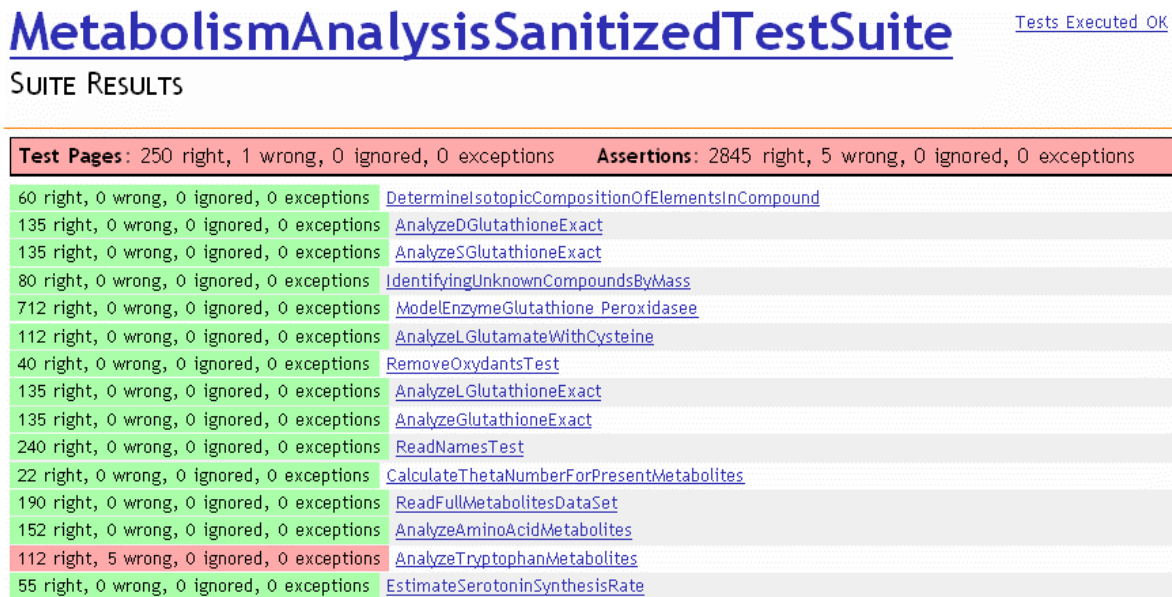 MetabolismAnalysisSanitizedTestSuite
Tests Executed OK
SUITE RESULTS
Test Pages: 250 right, 1 wrong, 0 ignored, 0 exceptions Assertions: 2845 right, 5 wrong, 0 ignored, 0 exceptions
60 right, 0 wrong, 0 ignored, 0 exceptions DetermineIsotopicCompositionOfElementsInCompound
135 right, 0 wrong, 0 ignored, 0 exceptions AnalyzeDGlutathioneExact
135 right, 0 wrong, 0 ignored, 0 exceptions AnalyzeSGlutathioneExact
80 right, 0 wrong, 0 ignored, 0 exceptions IdentifyingUnknownCompoundsByMass
712 right, 0 wrong, 0 ignored, 0 exceptions ModelEnzymeGlutathione Peroxidasee
112 right, 0 wrong, 0 ignored, 0 exceptions AnalyzeLGlutamateWithCysteine
40 right, 0 wrong, 0 ignored, 0 exceptions RemoveOxydantsTest
135 right, 0 wrong, 0 ignored, 0 exceptions AnalyzeLGlutathioneExact
135 right, 0 wrong, 0 ignored, 0 exceptions AnalyzeGlutathioneExact
240 right, 0 wrong, 0 ignored, 0 exceptions ReadNamesTest
22 right, 0 wrong, 0 ignored, 0 exceptions CalculateThetaNumberForPresentMetabolites
190 right, 0 wrong, 0 ignored, 0 exceptions ReadFullMetabolitesDataSet
152 right, 0 wrong, 0 ignored, 0 exceptions AnalyzeAminoAcidMetabolites
112 right, 5 wrong, 0 ignored, 0 exceptions AnalyzeTryptophanMetabolites
55 right, 0 wrong, 0 ignored, 0 exceptions EstimateSerotoninSynthesisRate